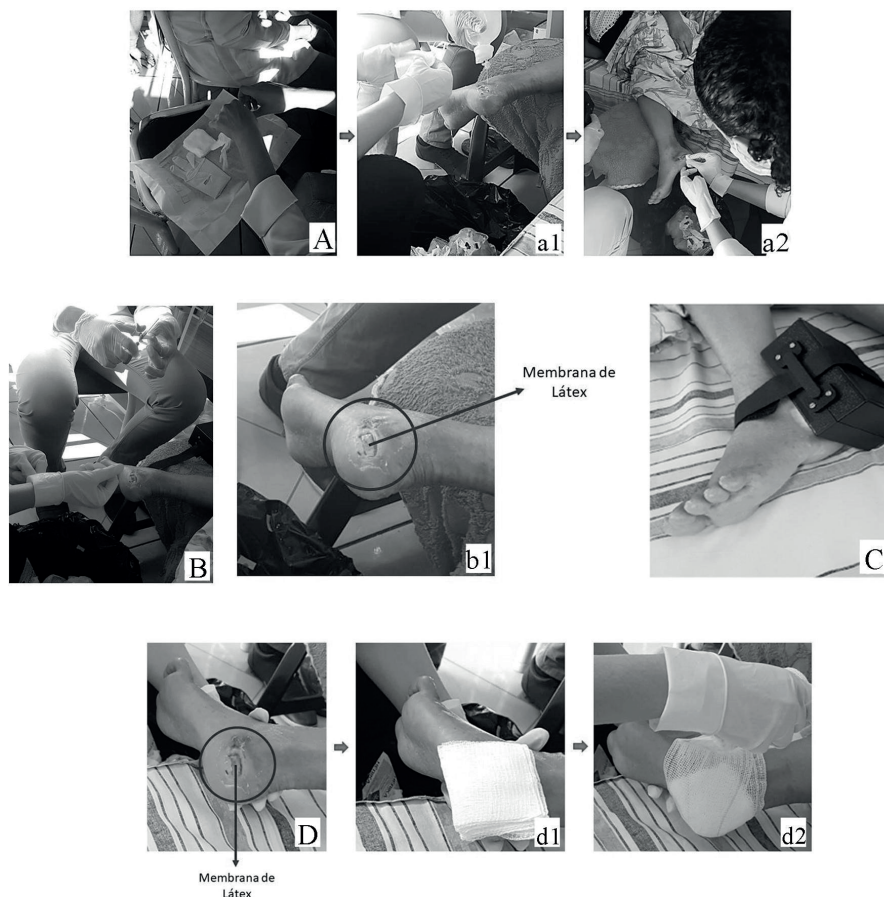 A
a1
a2
B
b1
Membrana de
Látex
C
D
d1
d2
Membrana de
Látex